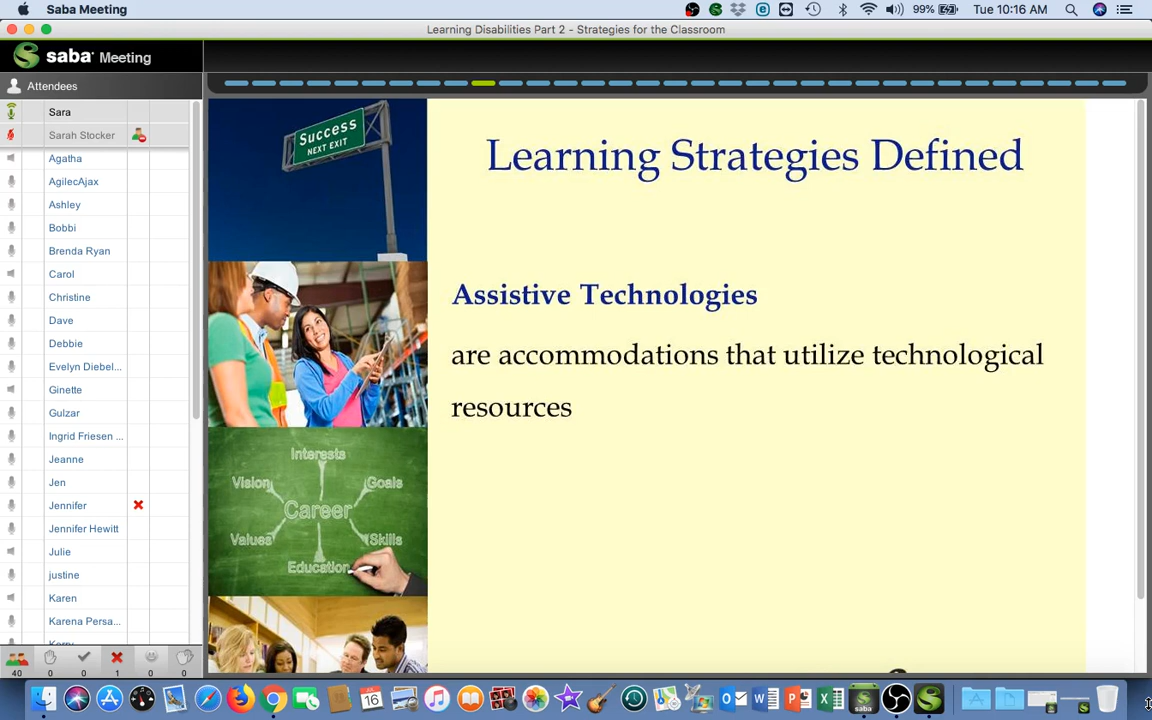 Saba Meeting
99%
Tue 10:16 AM
Learning Disabilities Part 2 - Strategies for the Classroom
saba Meeting
Attendees
Sara
Sarah Stocker
Agatha
AgilecAjax
Ashley
Bobbi
Brenda Ryan
Carol
Christine
Dave
Debbie
Evelyn Diebel...
Ginette
Gulzar
Ingrid Friesen ...
Jeanne
Jen
Jennifer
Jennifer Hewitt
Julie
justine
Karen
Karena Persa...
Kerry
40 0 0 1 0 0
Success
NEXT EXIT
Interests
Vision
Goals
Career
Values
Skills
Education
Learning Strategies Defined
Assistive Technologies
are accommodations that utilize technological
resources
16
saba